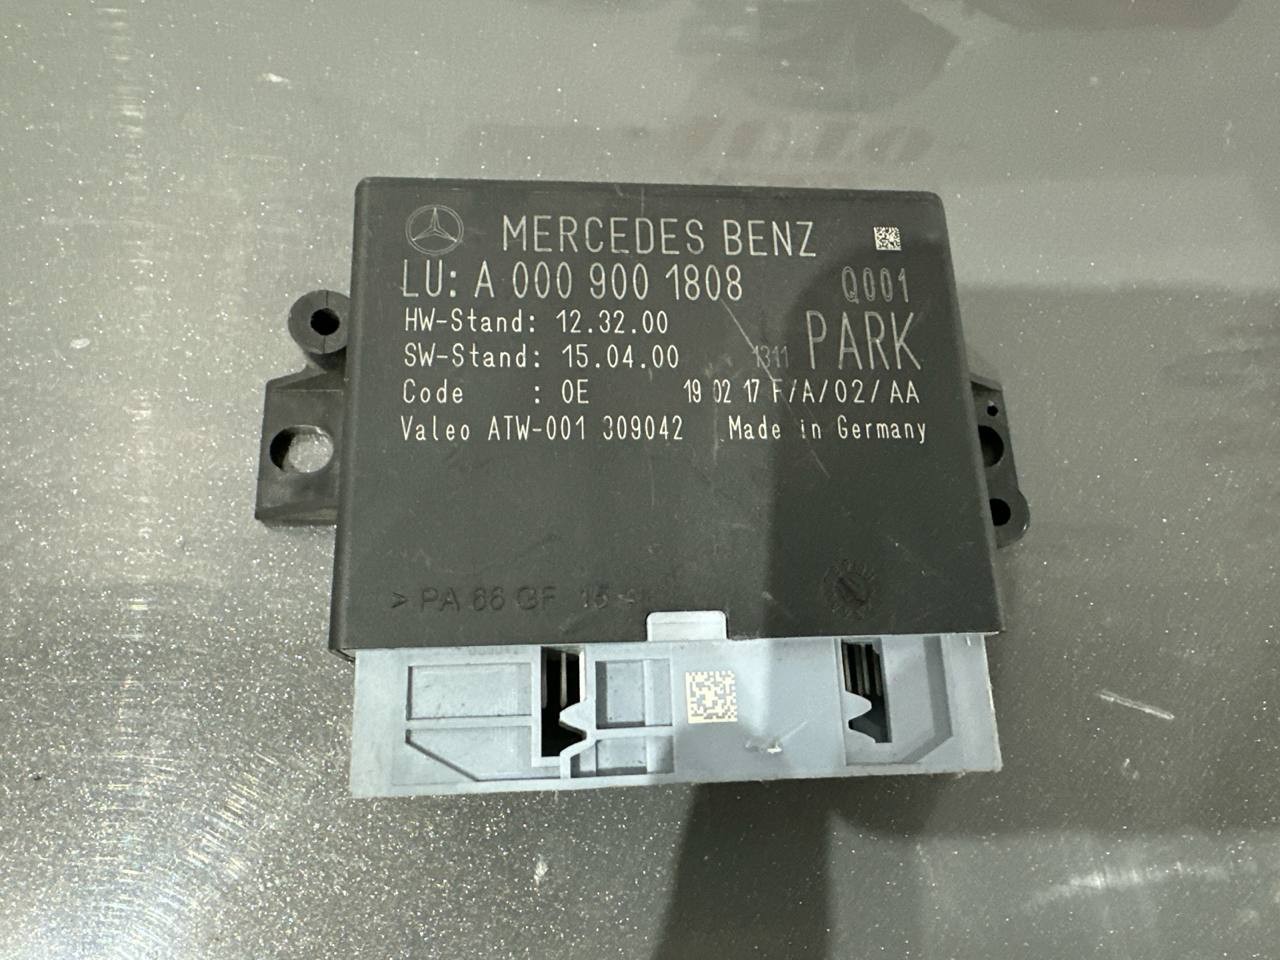 MERCEDES BENZ
LU: A 000 900 1808 Q001
HW-Stand: 12.32.00
SW-Stand: 15.04.00 1311 PARK
Code : 0E 19 02 17 F/A/02/AA
Valeo ATW-001 309042 Made in Germany
> PA 66 GF 15